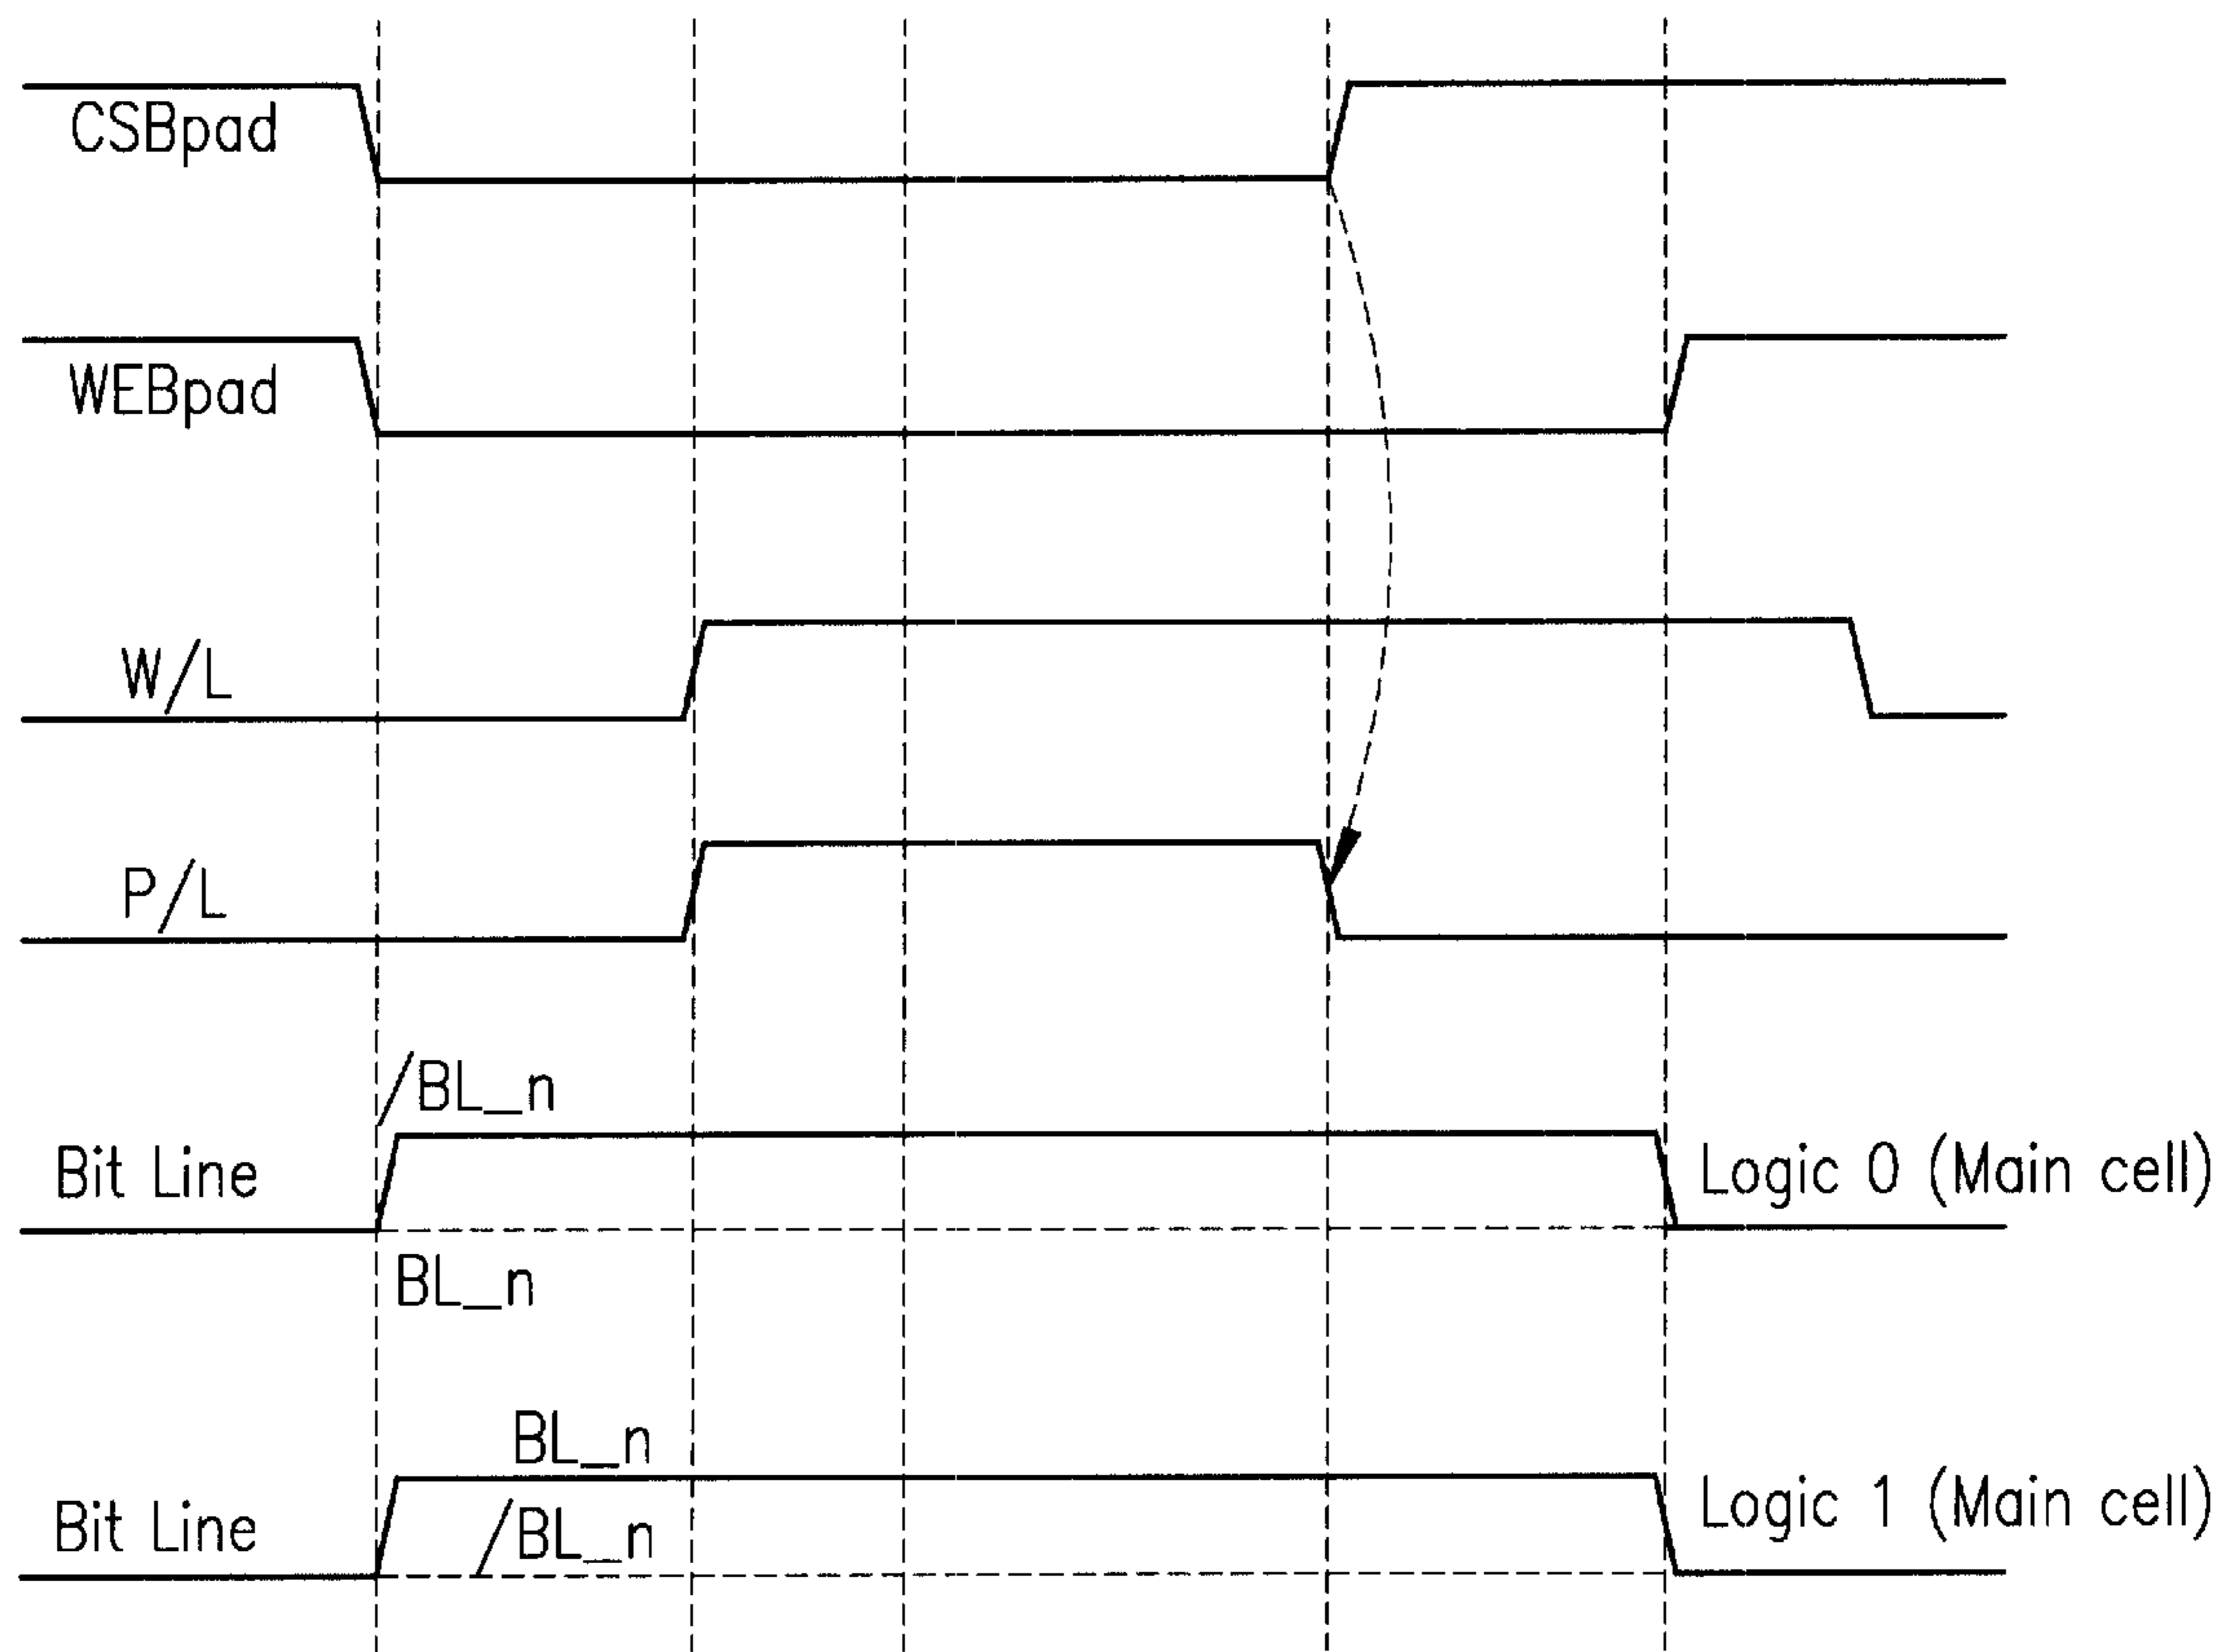 CSBpad
WEBpad
W/L
P/L
/BL_n
Bit Line
Logic 0 (Main cell)
BL_n
BL_n
Bit Line
/BL_n
Logic 1 (Main cell)